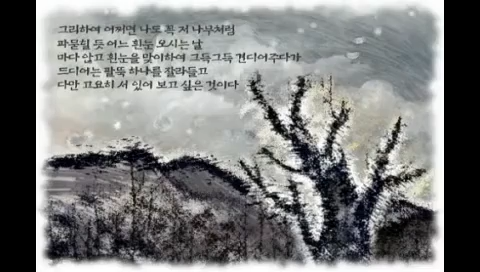 그리하여 어쩌면 나도 꼭 저 나무처럼
파묻힐 듯 어느 흰눈 오시는 날
마다 않고 흰눈을 맞이하여 그득그득 견디어주다가
드디어는 팔뚝 하나를 잘라들고
다만 고요히 서 있어 보고 싶은 것이다